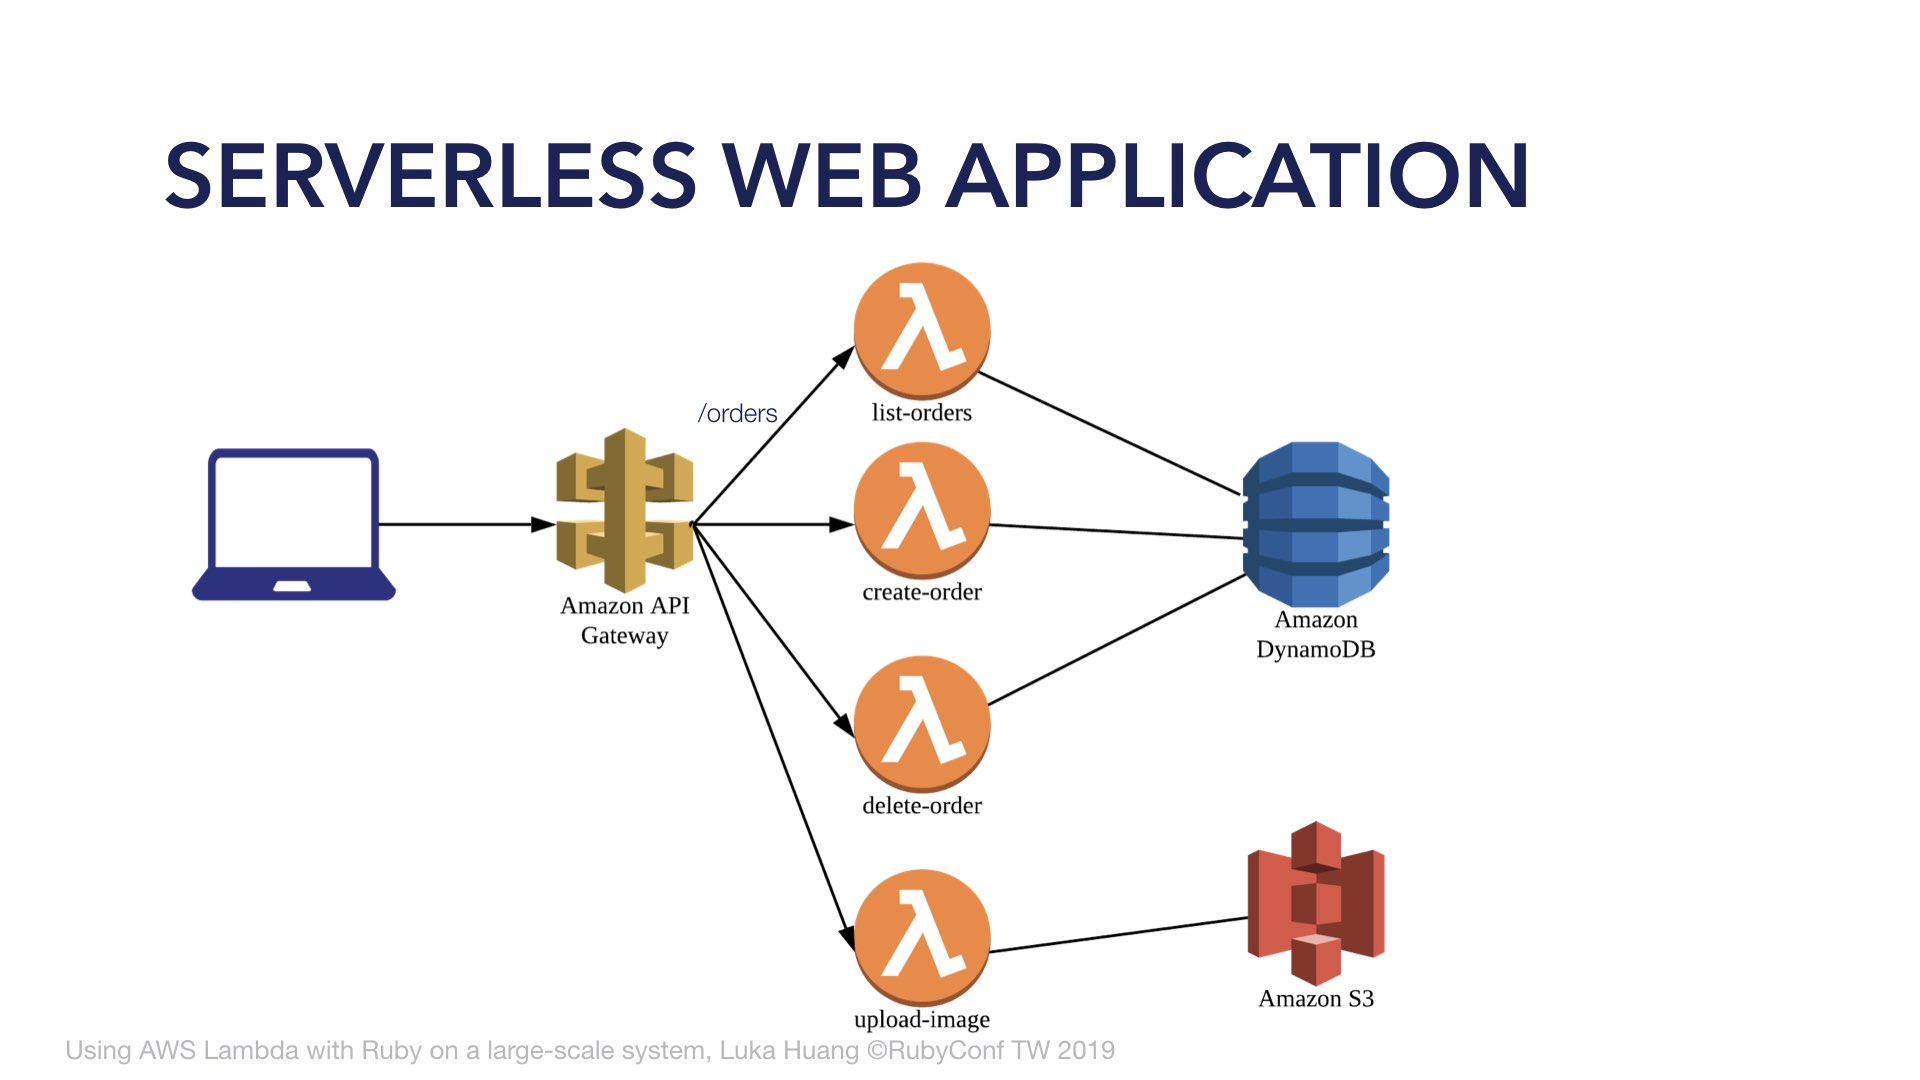 SERVERLESS WEB APPLICATION
/orders
list-orders
create-order
Amazon API
Gateway
Amazon
DynamoDB
delete-order
Amazon S3
upload-image
Using AWS Lambda with Ruby on a large-scale system, Luka Huang ©RubyConf TW 2019